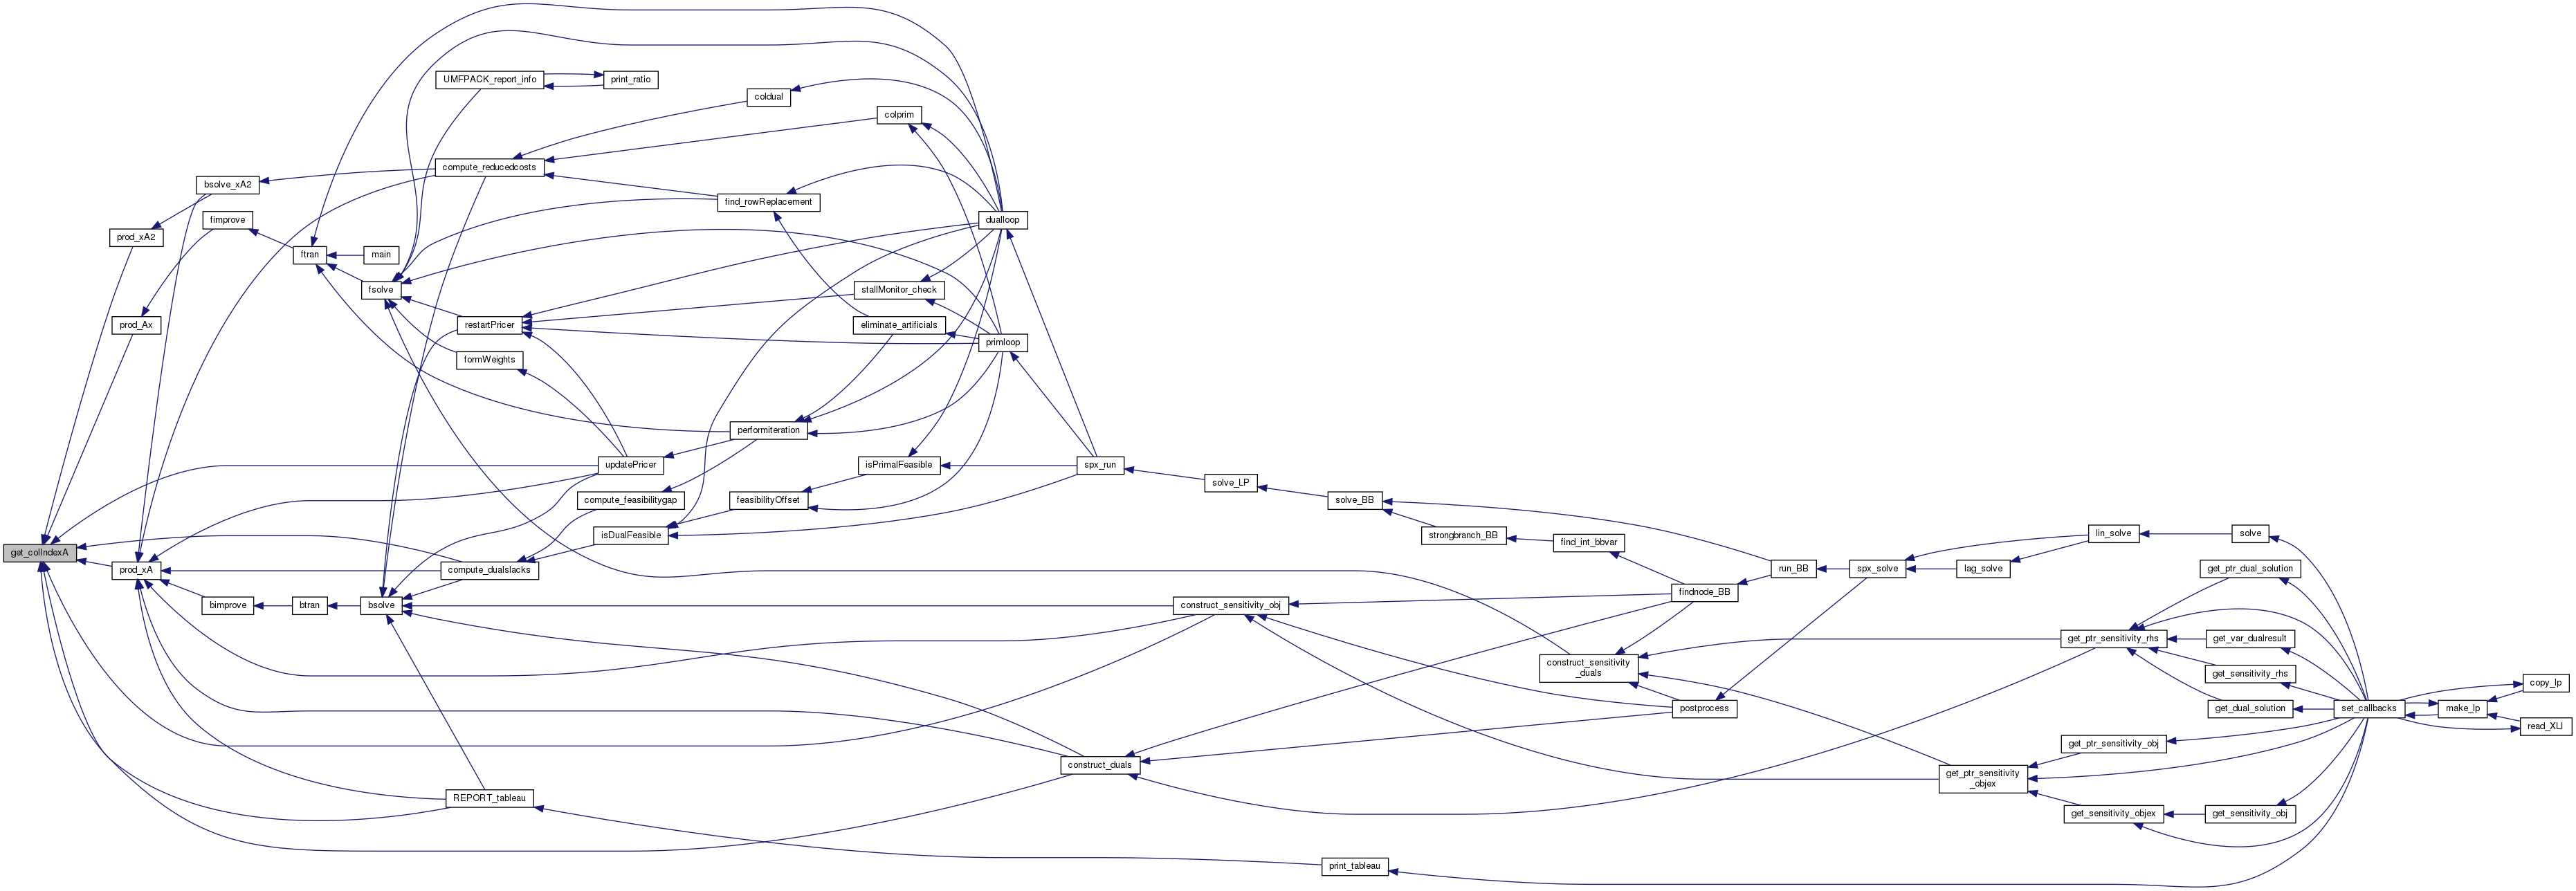 UMFPACK_report_info
print_ratio
coldual
colprim
compute_reducedcosts
bsolve_xA2
find_rowReplacement
fimprove
dualloop
prod_xA2
ftran
main
fsolve
stallMonitor_check
prod_Ax
restartPricer
eliminate_artificials
primloop
formWeights
performiteration
updatePricer
isPrimalFeasible
spx_run
solve_LP
compute_feasibilitygap
feasibilityOffset
solve_BB
isDualFeasible
strongbranch_BB
lin_solve
solve
find_int_bbvar
get_colIndexA
prod_xA
compute_dualslacks
run_BB
spx_solve
lag_solve
get_ptr_dual_solution
findnode_BB
bimprove
btran
bsolve
construct_sensitivity_obj
get_ptr_sensitivity_rhs
get_var_dualresult
construct_sensitivity
_duals
get_sensitivity_rhs
copy_lp
postprocess
get_dual_solution
set_callbacks
make_lp
read_XLI
get_ptr_sensitivity_obj
construct_duals
get_ptr_sensitivity
_objex
REPORT_tableau
get_sensitivity_objex
get_sensitivity_obj
print_tableau